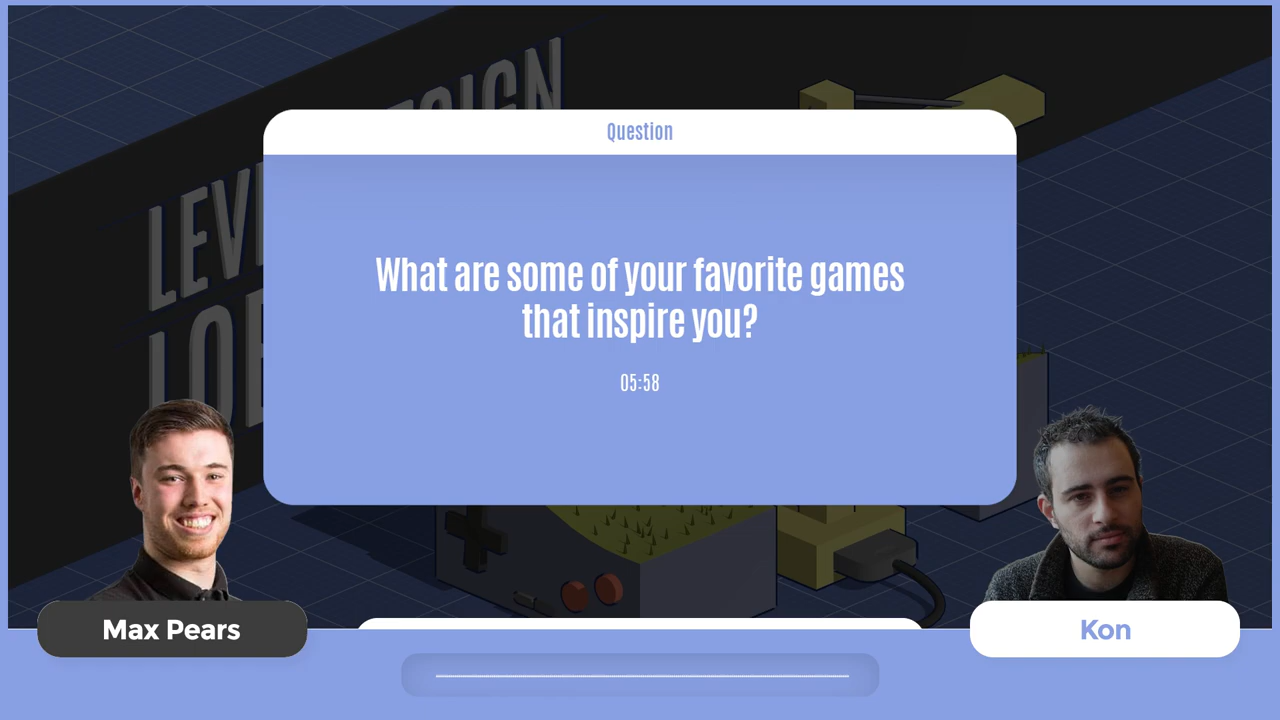 Question
What are some of your favorite games
that inspire you?
05:58
Max Pears
Kon